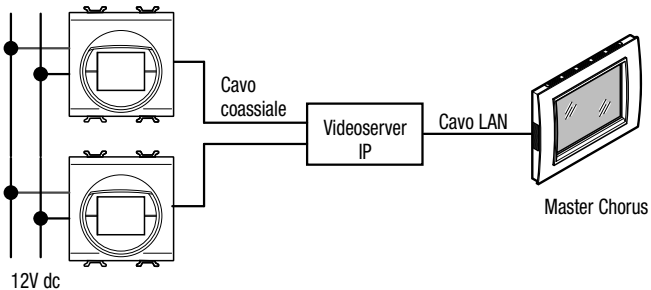 Cavo
coassiale
Videoserver
IP
Cavo LAN
Master Chorus
12V dc